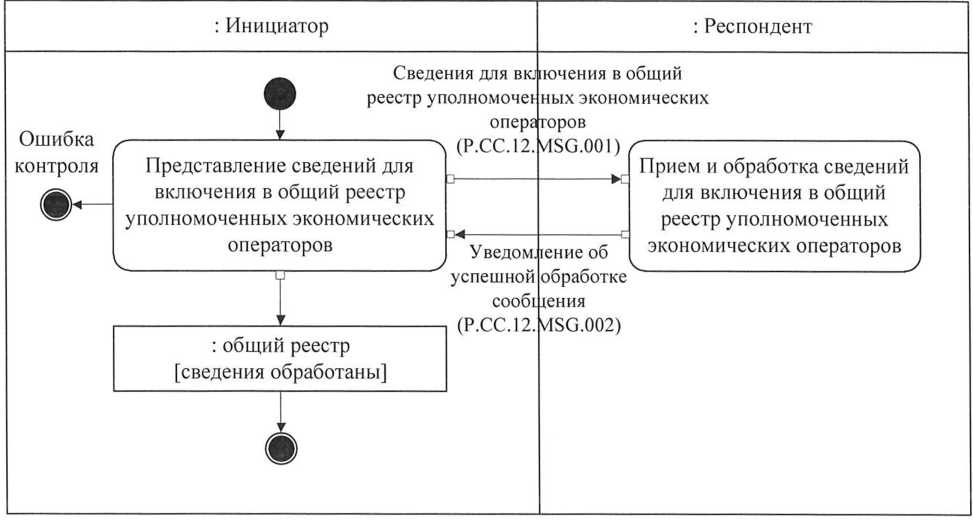 : Инициатор
: Респондент
Сведения для включения в общий
реестр уполномоченных экономических
операторов
(P.CC.12.MSG.001)
Ошибка
контроля
Представление сведений для
включения в общий реестр
уполномоченных экономических
операторов
Прием и обработка сведений
для включения в общий
реестр уполномоченных
экономических операторов
Уведомление об
успешной обработке
сообщения
(P.CC.12.MSG.002)
: общий реестр
[сведения обработаны]